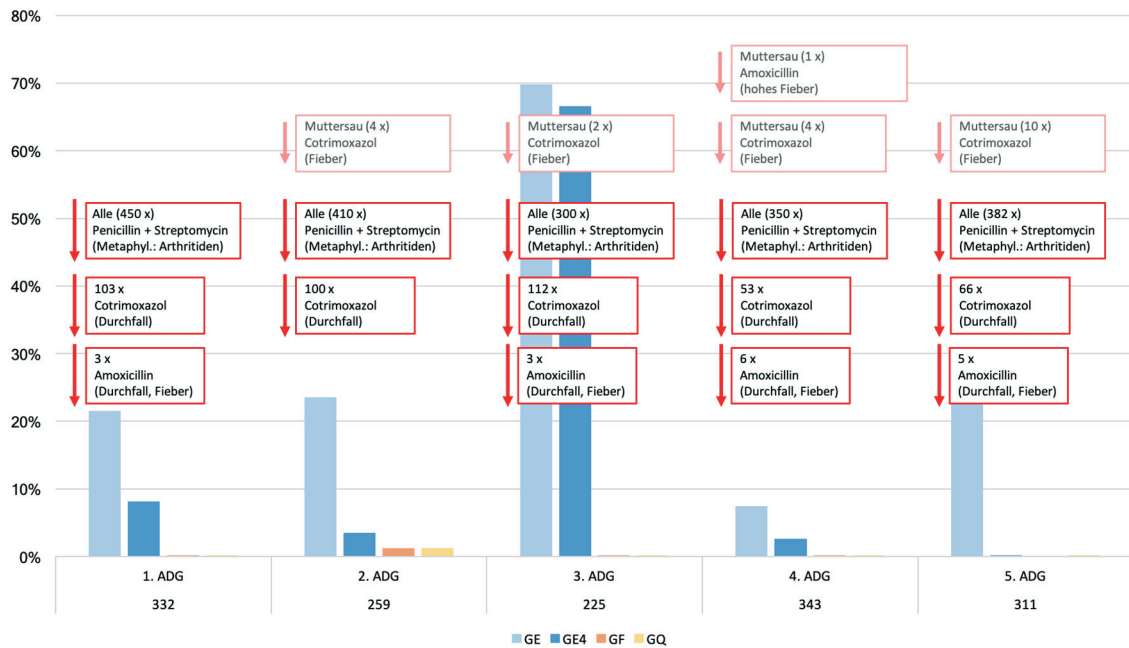 80%
70%
60%
50%
40%
30%
20%
10%
0%
Muttersau (1 x)
Amoxicillin
(hohes Fieber)
Muttersau (4 x)
Cotrimoxazol
(Fieber)
Muttersau (2 x)
Cotrimoxazol
(Fieber)
Muttersau (4 x)
Cotrimoxazol
(Fieber)
Muttersau (10 x)
Cotrimoxazol
(Fieber)
Alle (450 x)
Penicillin + Streptomycin
(Metaphyl.: Arthritiden)
Alle (410 x)
Penicillin + Streptomycin
(Metaphyl.: Arthritiden)
Alle (300 x)
Penicillin + Streptomycin
(Metaphyl.: Arthritiden)
Alle (350 x)
Penicillin + Streptomycin
(Metaphyl.: Arthritiden)
Alle (382 x)
Penicillin + Streptomycin
(Metaphyl.: Arthritiden)
103 x
Cotrimoxazol
(Durchfall)
100 x
Cotrimoxazol
(Durchfall)
112 x
Cotrimoxazol
(Durchfall)
53 x
Cotrimoxazol
(Durchfall)
66 x
Cotrimoxazol
(Durchfall)
3 x
Amoxicillin
(Durchfall, Fieber)
3 x
Amoxicillin
(Durchfall, Fieber)
6 x
Amoxicillin
(Durchfall, Fieber)
5 x
Amoxicillin
(Durchfall, Fieber)
1. ADG 2. ADG 3. ADG 4. ADG 5. ADG
332 259 225 343 311
GE GE4 GF GQ